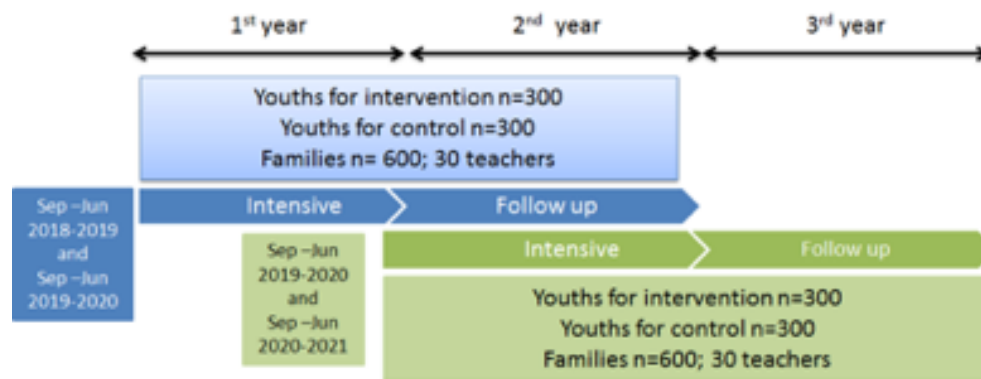 1st year 2nd year 3rd year
Youths for intervention n=300
Youths for control n=300
Families n= 600; 30 teachers
Sep –Jun
2018-2019
and
Sep –Jun
2019-2020
Intensive Follow up
Sep –Jun
2019-2020
and
Sep –Jun
2020-2021
Intensive Follow up
Youths for intervention n=300
Youths for control n=300
Families n=600; 30 teachers